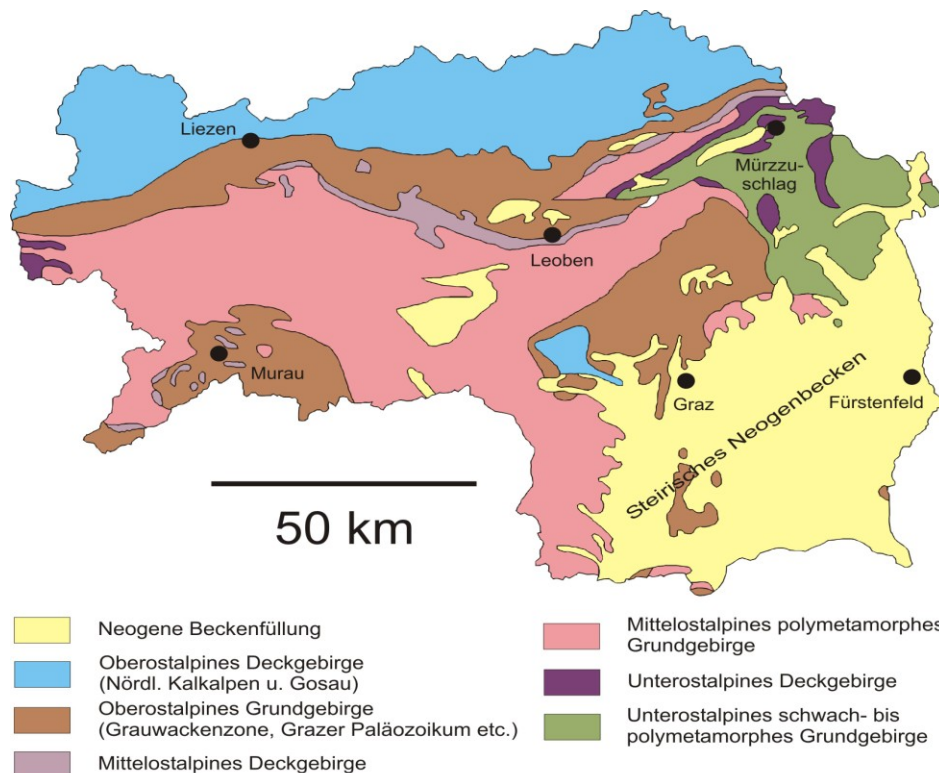 Liezen
Mürzzu-
schlag
Leoben
Murau
Graz
Fürstenfeld
Steirisches Neogenbecken
50 km
Neogene Beckenfüllung
Oberostalpines Deckgebirge
(Nördl. Kalkalpen u. Gosau)
Oberostalpines Grundgebirge
(Grauwackenzone, Grazer Paläozoikum etc.)
Mittelostalpines Deckgebirge
Mittelostalpines polymetamorphes
Grundgebirge
Unterostalpines Deckgebirge
Unterostalpines schwach- bis
polymetamorphes Grundgebirge